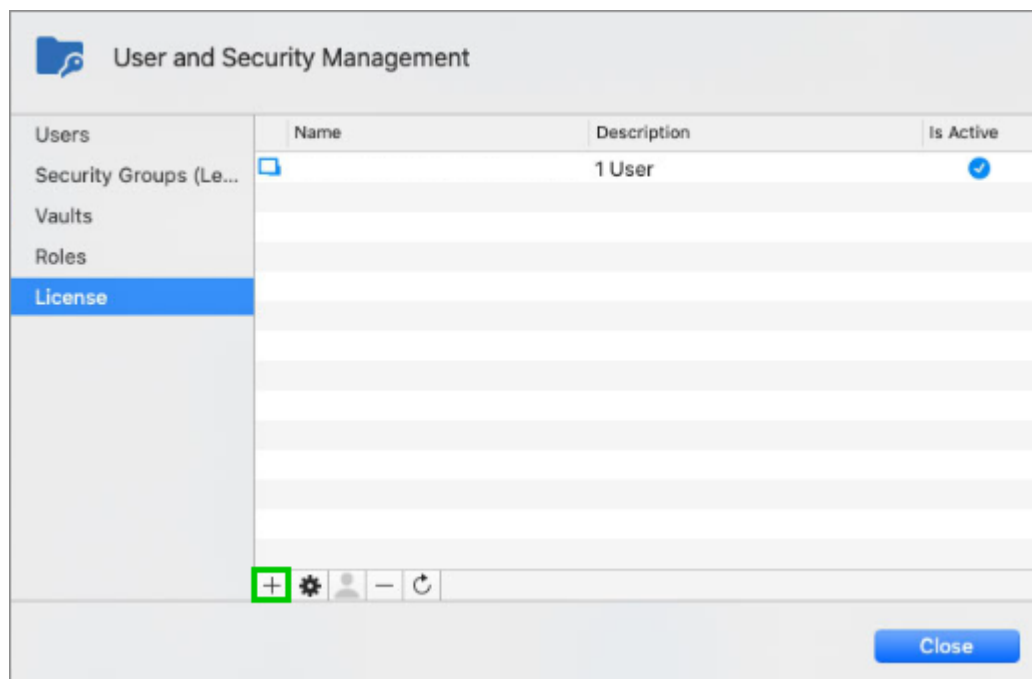 User and Security Management
Users
Security Groups (Le...
Vaults
Roles
License
Name Description Is Active
1 User
Close